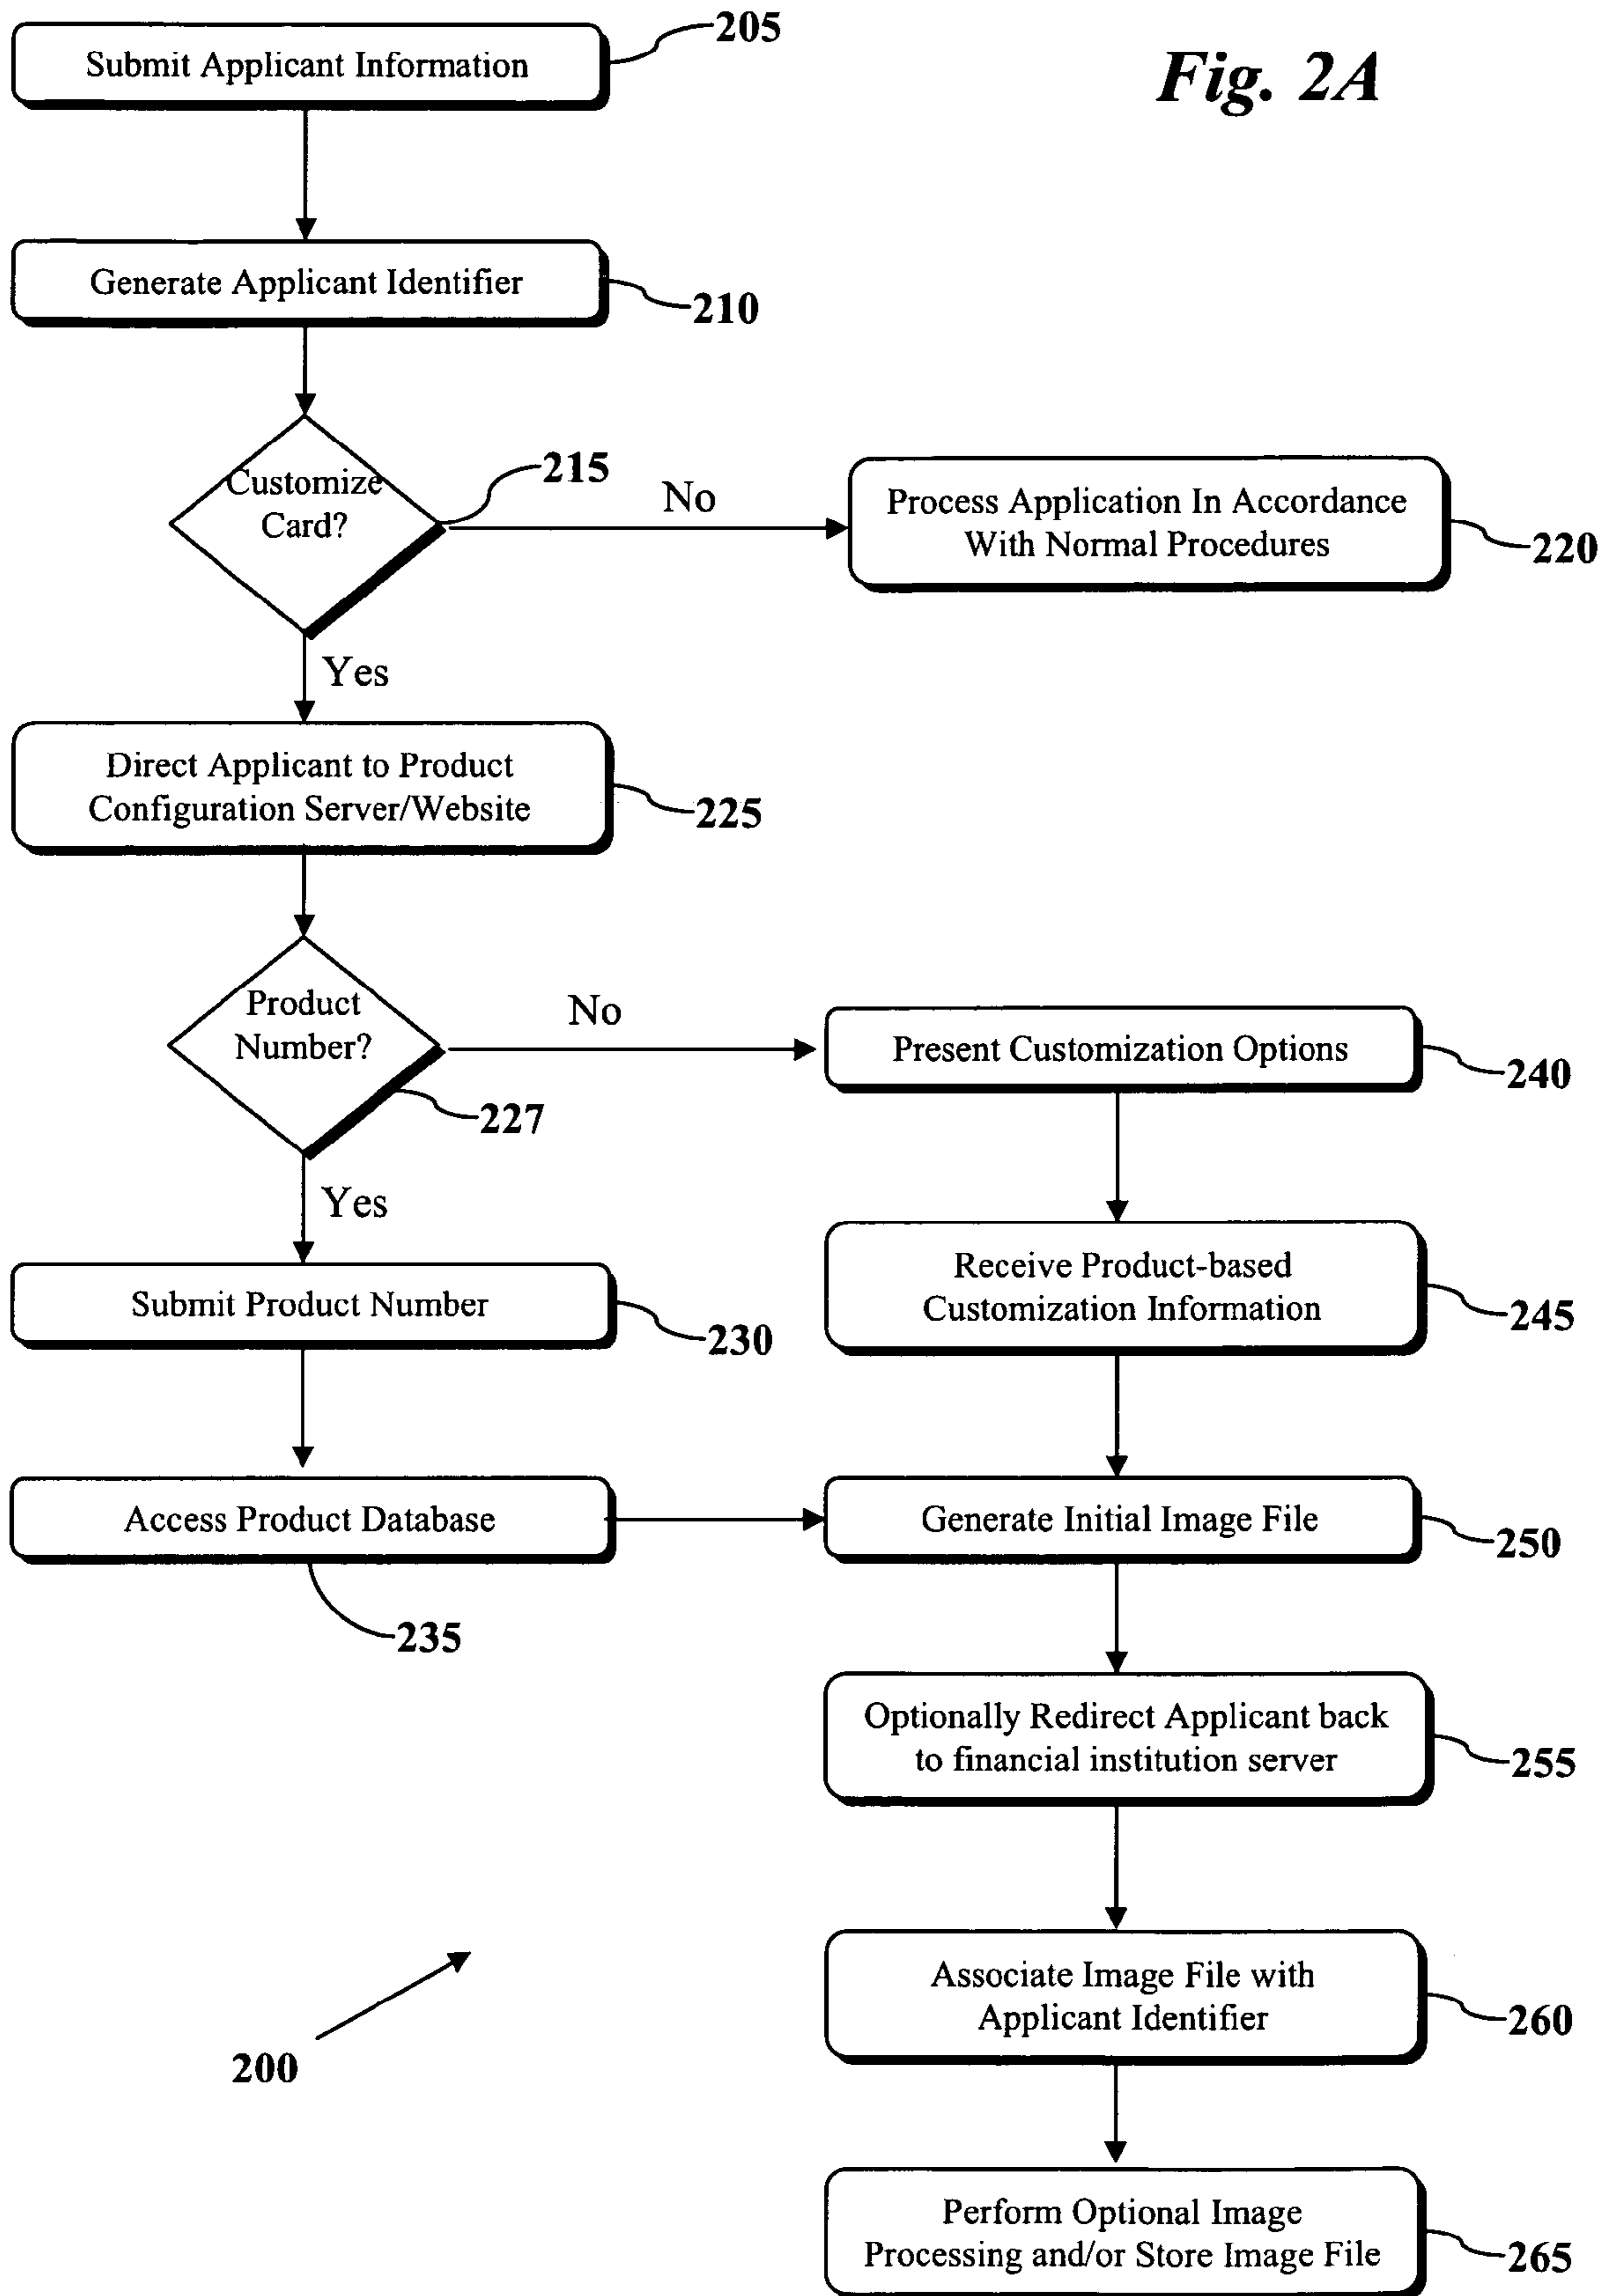 205
Submit Applicant Information
Fig. 2A
Generate Applicant Identifier
210
Customize
Card?
215
No
Process Application In Accordance
With Normal Procedures
220
Yes
Direct Applicant to Product
Configuration Server/Website
225
Product
Number?
227
No
Present Customization Options
240
Yes
Submit Product Number
230
Receive Product-based
Customization Information
245
Access Product Database
235
Generate Initial Image File
250
Optionally Redirect Applicant back
to financial institution server
255
Associate Image File with
Applicant Identifier
260
200
Perform Optional Image
Processing and/or Store Image File
265